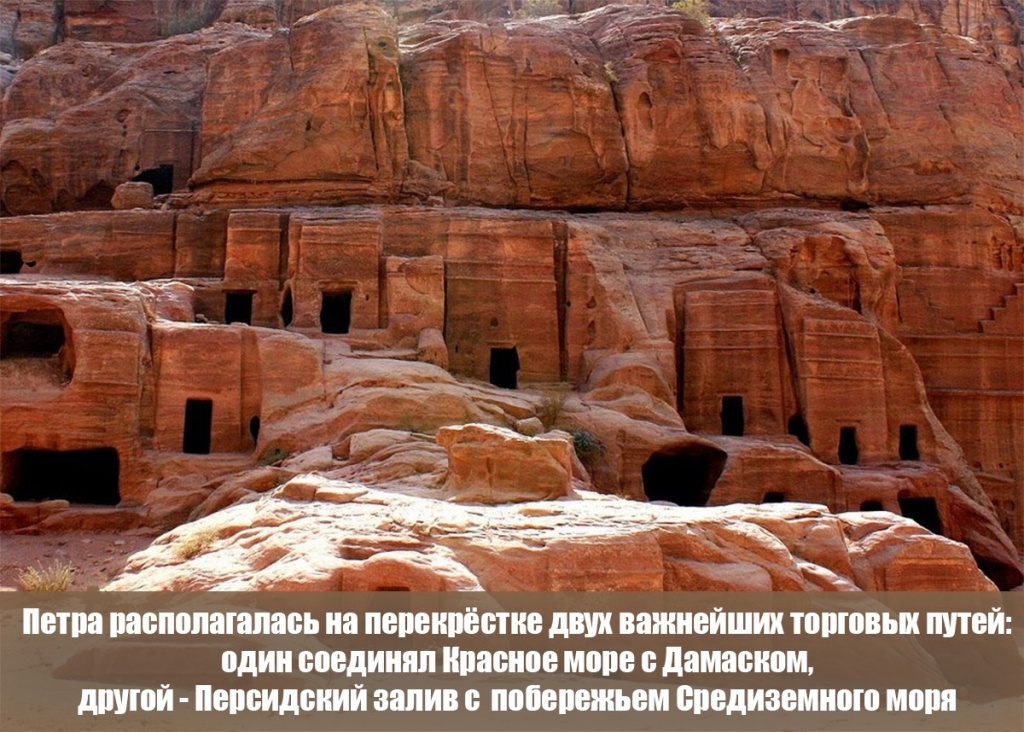 Петра располагалась на перекрёстке двух важнейших торговых путей:
один соединял Красное море с Дамаском,
другой - Персидский залив с побережьем Средиземного моря